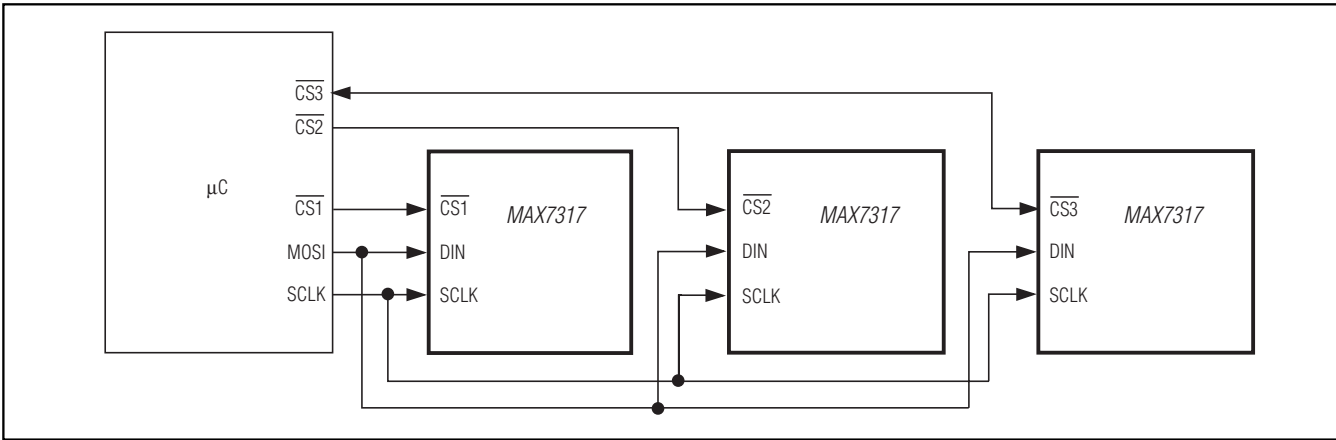 μC
CS3
CS2
CS1
MOSI
SCLK
CS1
DIN
SCLK
MAX7317
CS2
DIN
SCLK
MAX7317
CS3
DIN
SCLK
MAX7317